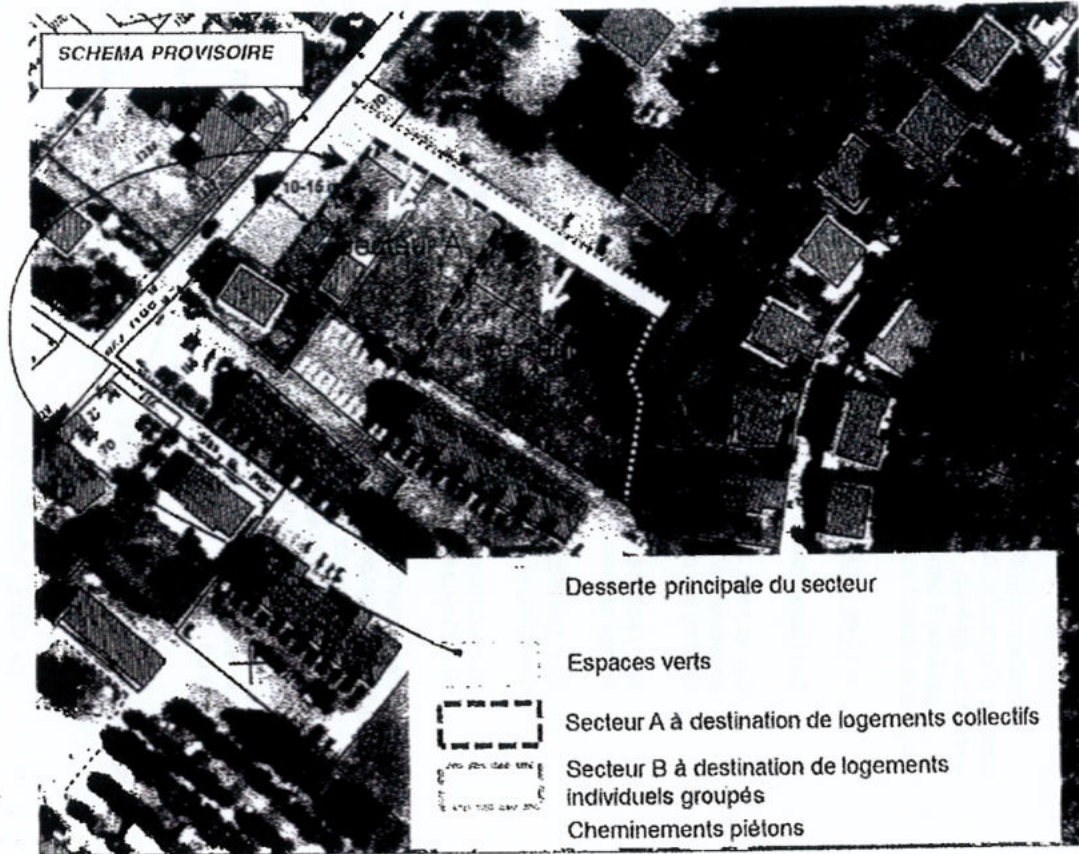 SCHEMA PROVISOIRE
10-15 m
Secteur A
Desserte principale du secteur
Espaces verts
Secteur A à destination de logements collectifs
Secteur B à destination de logements
individuels groupés
Cheminements piétons